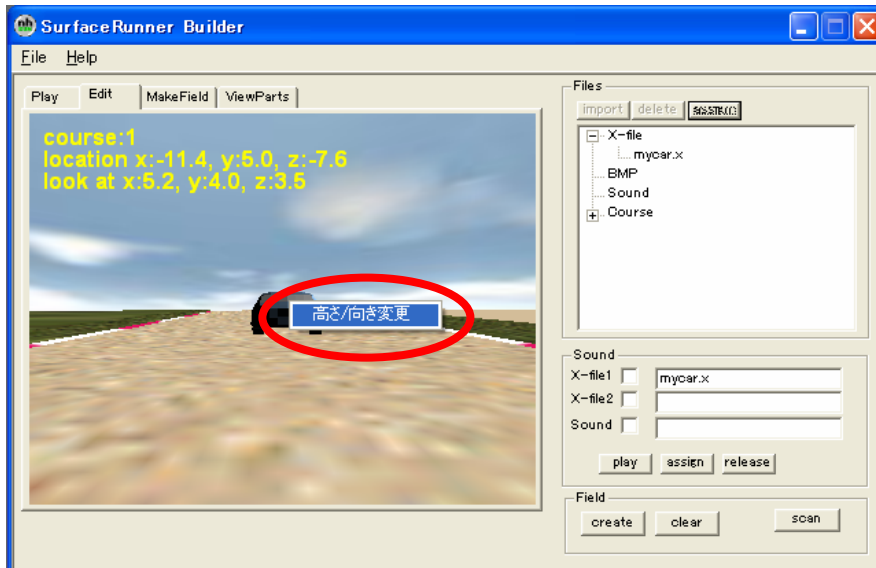 SurfaceRunner Builder
File Help
Play Edit MakeField ViewParts
course:1
location x:-11.4, y:5.0, z:-7.6
look at x:5.2, y:4.0, z:3.5
高さ/向き変更
Files
import delete
X-file
mycar.x
BMP
Sound
Course
Sound
X-file1 mycar.x
X-file2
Sound
play assign release
Field
create clear scan